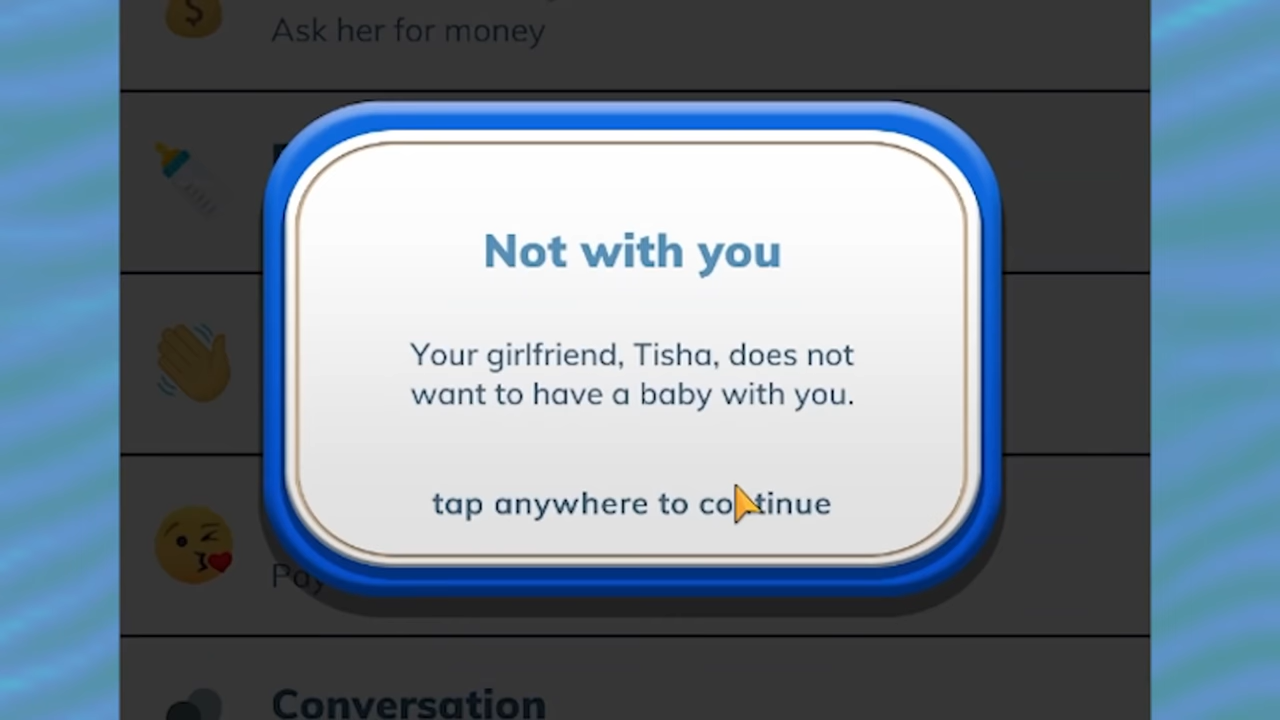 Ask her for money
Not with you
Your girlfriend, Tisha, does not
want to have a baby with you.
tap anywhere to continue
Pay
Conversation